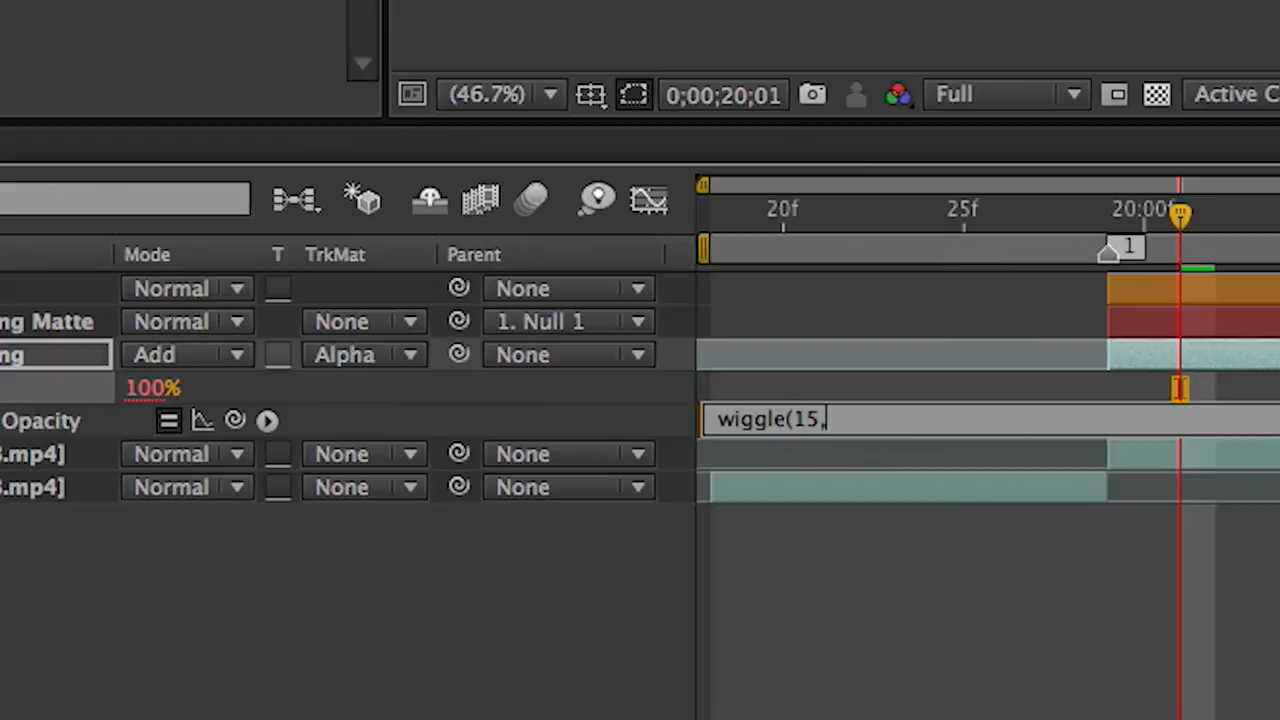 (46.7%) 0;00;20;01 Full Active C
20f 25f 20:00f
Mode T TrkMat Parent 1
Normal None
ng Matte Normal None 1. Null 1
ng Add Alpha None
100%
Opacity wiggle(15,
3.mp4] Normal None None
3.mp4] Normal None None